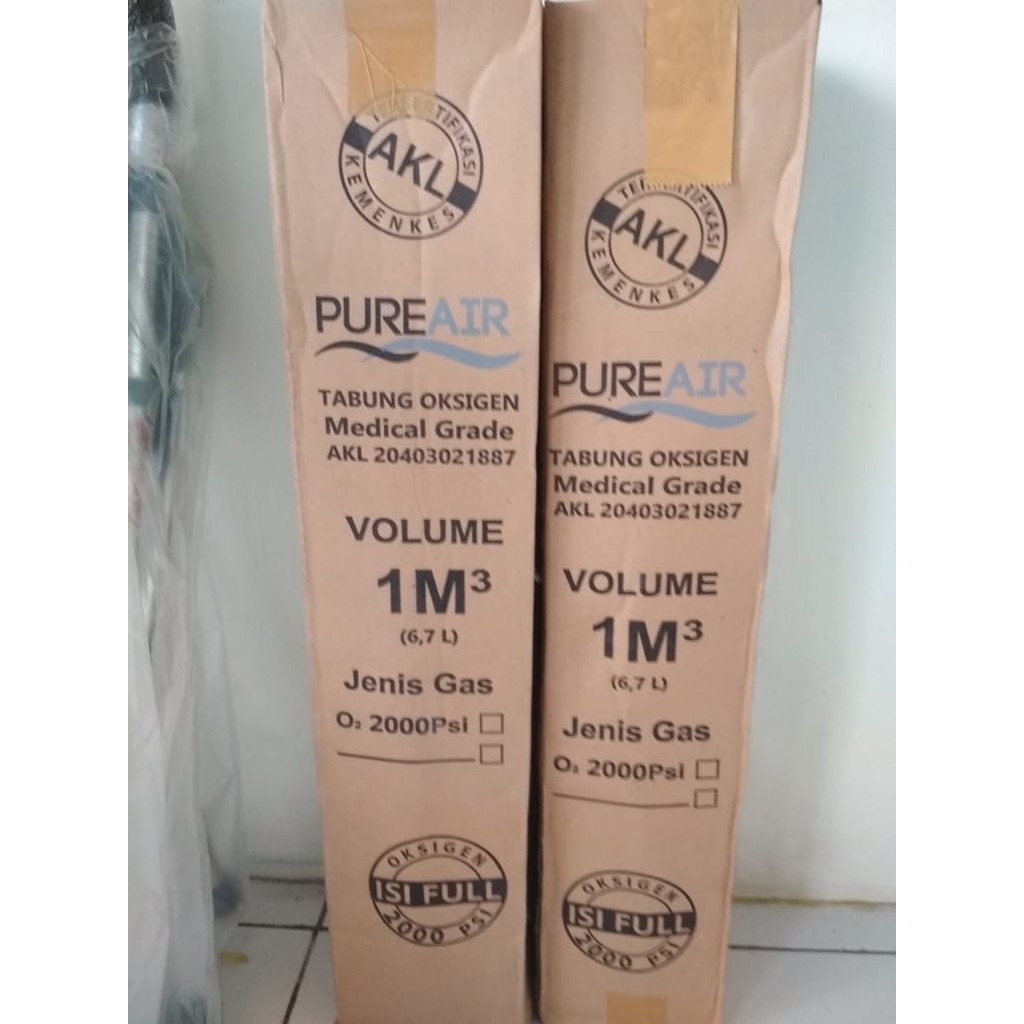 TERSERTIFIKASI
AKL
KEMENKES
PUREAIR
TABUNG OKSIGEN
Medical Grade
AKL 20403021887
VOLUME
1M³
(6,7 L)
Jenis Gas
O₂ 2000Psi
OKSIGEN
ISI FULL
2000 PSI
AKL
KEMENKES
PUREAIR
TABUNG OKSIGEN
Medical Grade
AKL 20403021887
VOLUME
1M³
(6,7 L)
Jenis Gas
O₂ 2000Psi
OKSIGEN
ISI FULL
2000 PSI